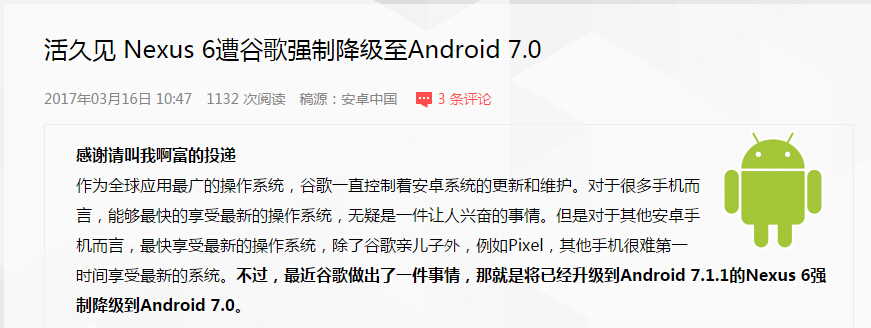 活久见 Nexus 6遭谷歌强制降级至Android 7.0
2017年03月16日 10:47 1132 次阅读 稿源：安卓中国 3 条评论
感谢请叫我啊富的投递
作为全球应用最广的操作系统，谷歌一直控制着安卓系统的更新和维护。对于很多手机而
言，能够最快的享受最新的操作系统，无疑是一件让人兴奋的事情。但是对于其他安卓手
机而言，最快享受最新的操作系统，除了谷歌亲儿子外，例如Pixel，其他手机很难第一
时间享受最新的系统。不过，最近谷歌做出了一件事情，那就是将已经升级到Android 7.1.1的Nexus 6强
制降级到Android 7.0。